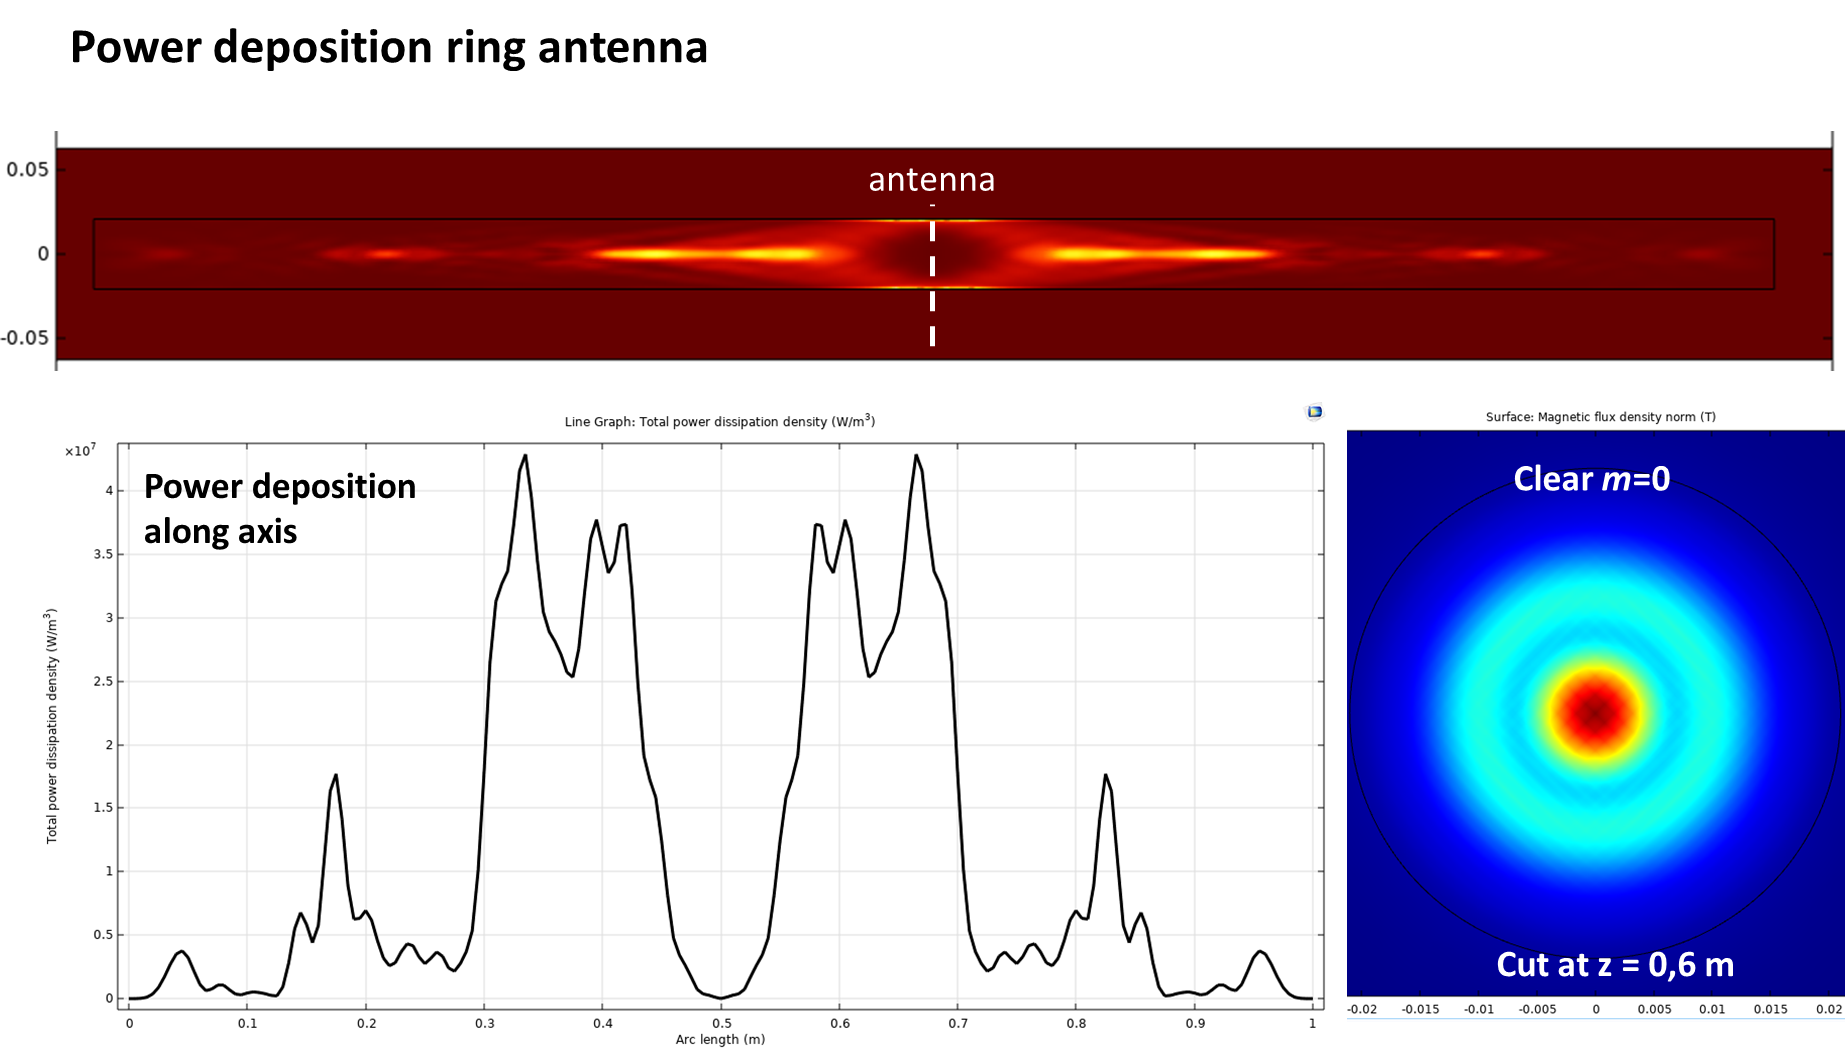 Power deposition ring antenna
0.05
0
-0.05
antenna
Line Graph: Total power dissipation density (W/m³)
×10⁷
Power deposition
along axis
4
3.5
3
2.5
2
1.5
1
0.5
0
Total power dissipation density (W/m³)
0 0.1 0.2 0.3 0.4 0.5 0.6 0.7 0.8 0.9 1
Arc length (m)
Surface: Magnetic flux density norm (T)
Clear m=0
Cut at z = 0,6 m
-0.02 -0.015 -0.01 -0.005 0 0.005 0.01 0.015 0.02